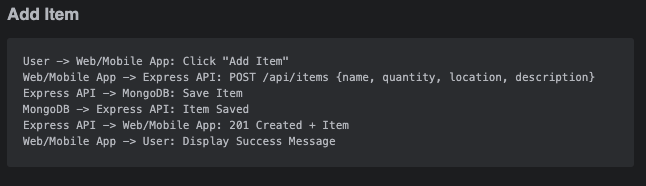 Add Item
User -> Web/Mobile App: Click "Add Item"
Web/Mobile App -> Express API: POST /api/items {name, quantity, location, description}
Express API -> MongoDB: Save Item
MongoDB -> Express API: Item Saved
Express API -> Web/Mobile App: 201 Created + Item
Web/Mobile App -> User: Display Success Message